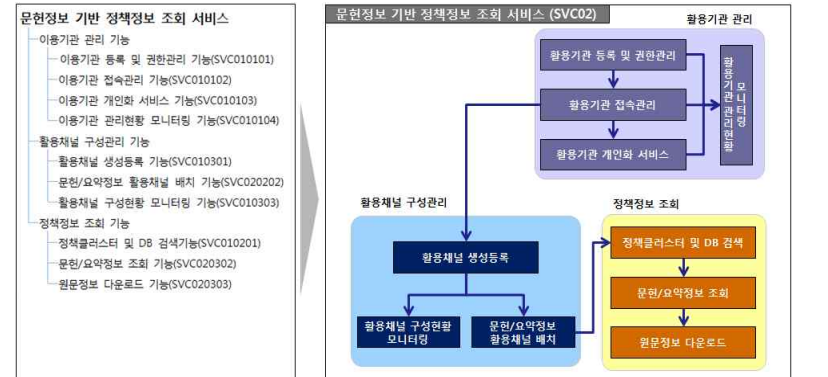 문헌정보 기반 정책정보 조회 서비스
이용기관 관리 기능
이용기관 등록 및 권한관리 기능(SVC010101)
이용기관 접속관리 기능(SVC010102)
이용기관 개인화 서비스 기능(SVC010103)
이용기관 관리현황 모니터링 기능(SVC010104)
활용채널 구성관리 기능
활용채널 생성등록 기능(SVC010301)
문헌/요약정보 활용채널 배치 기능(SVC020202)
활용채널 구성현황 모니터링 기능(SVC010303)
정책정보 조회 기능
정책클러스터 및 DB 검색기능(SVC010201)
문헌/요약정보 조회 기능(SVC020302)
원문정보 다운로드 기능(SVC020303)
문헌정보 기반 정책정보 조회 서비스 (SVC02)
활용기관 관리
활용기관 등록 및 권한관리
활용기관 접속관리
활용기관 개인화 서비스
활용기관 관리현황
모니터링
활용채널 구성관리
활용채널 생성등록
활용채널 구성현황
모니터링
문헌/요약정보
활용채널 배치
정책정보 조회
정책클러스터 및 DB 검색
문헌/요약정보 조회
원문정보 다운로드